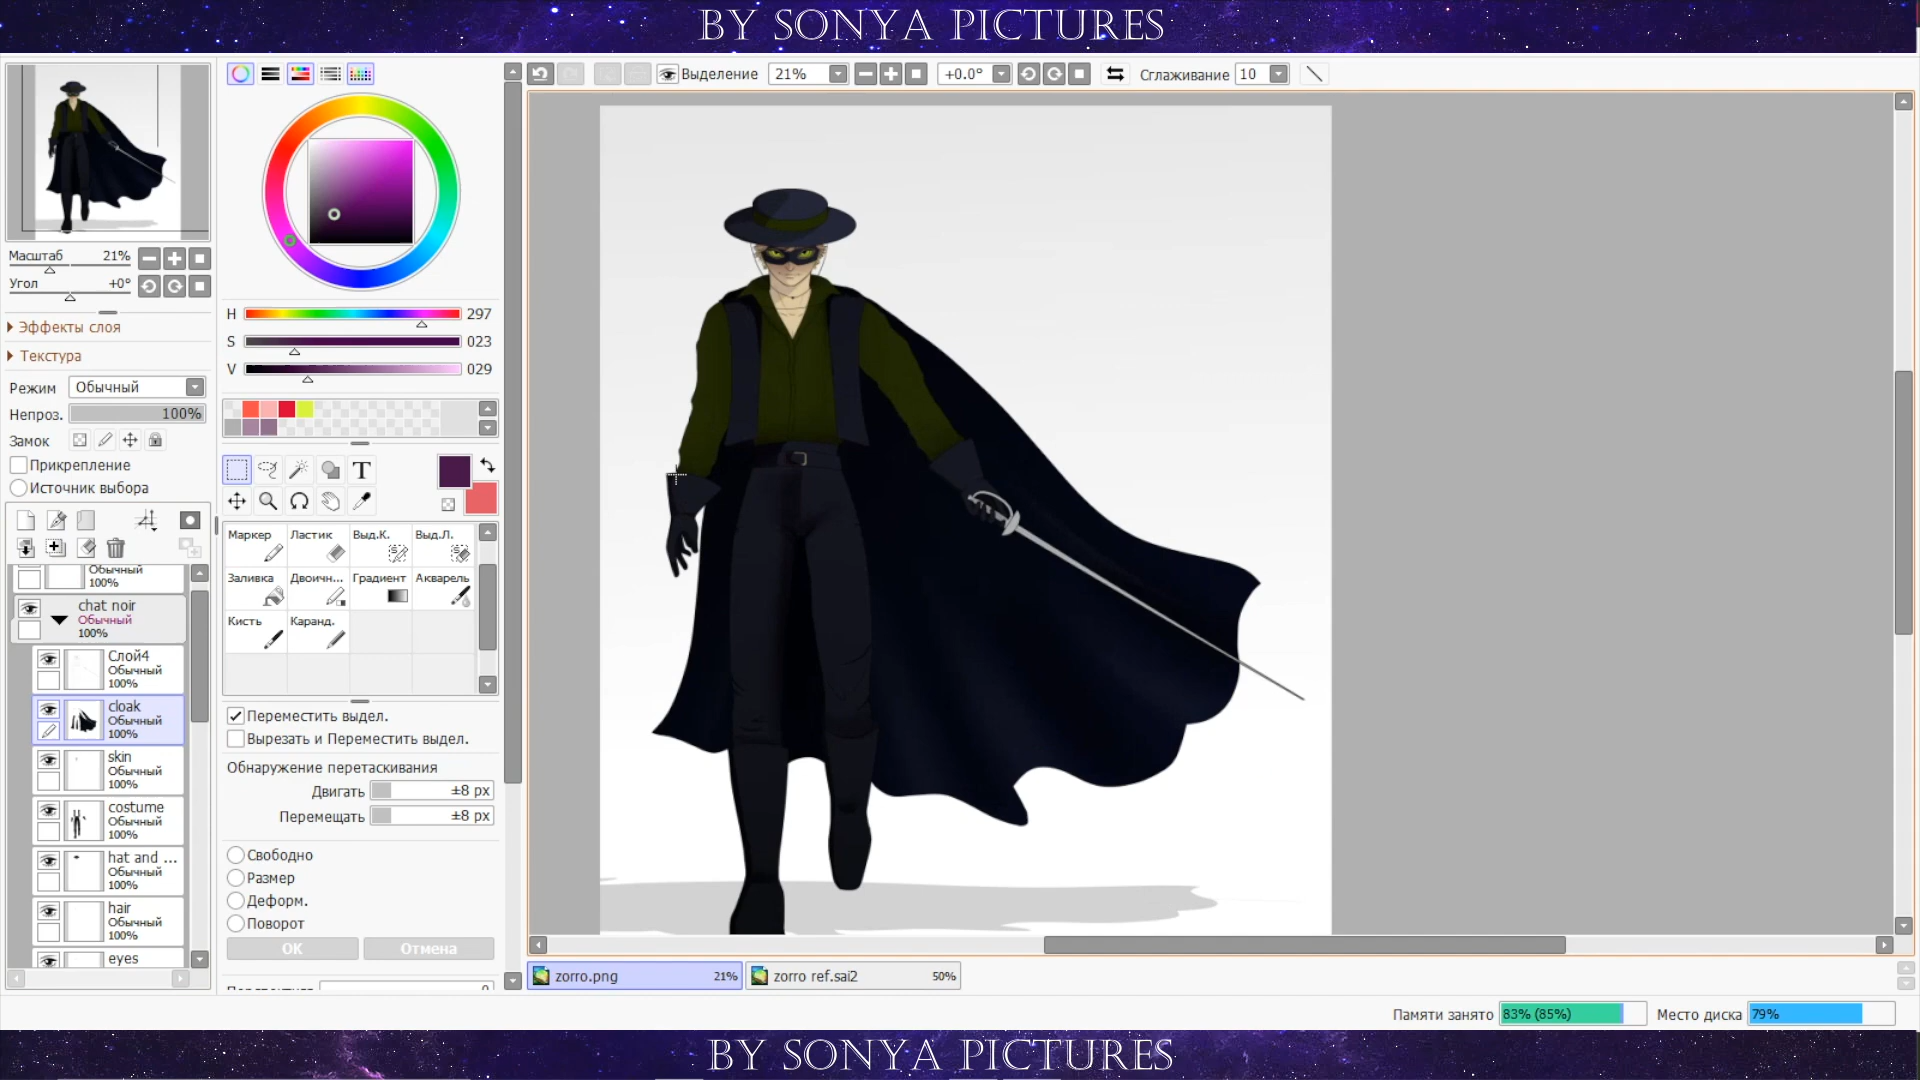 BY SONYA PICTURES
Выделение 21% +0.0° Сглаживание 10
Масштаб 21%
Угол +0°
Эффекты слоя
Текстура
Режим Обычный
Непроз. 100%
Замок
Прикрепление
Источник выбора
Обычный
100%
chat noir
Обычный
100%
Слой4
Обычный
100%
cloak
Обычный
100%
skin
Обычный
100%
costume
Обычный
100%
hat and ...
Обычный
100%
hair
Обычный
100%
eyes
H 297
S 023
V 029
T
Маркер Ластик Выд.К. Выд.Л.
Заливка Двоичн... Градиент Акварель
Кисть Каранд.
Переместить выдел.
Вырезать и Переместить выдел.
Обнаружение перетаскивания
Двигать ±8 px
Перемещать ±8 px
Свободно
Размер
Деформ.
Поворот
OK Отмена
zorro.png 21% zorro ref.sai2 50%
Памяти занято 83% (85%) Место диска 79%
BY SONYA PICTURES